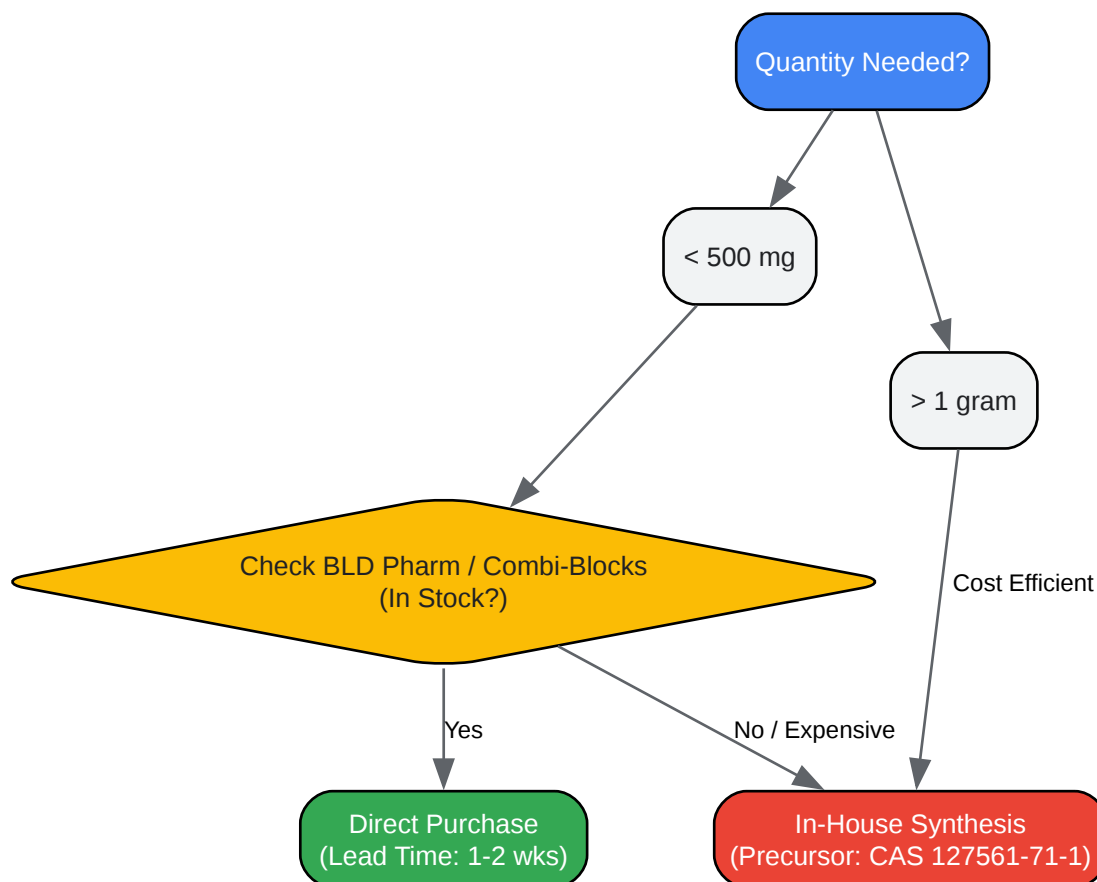 Quantity Needed?
< 500 mg
> 1 gram
Check BLD Pharm / Combi-Blocks
(In Stock?)
Cost Efficient
Yes
No / Expensive
Direct Purchase
(Lead Time: 1-2 wks)
In-House Synthesis
(Precursor: CAS 127561-71-1)